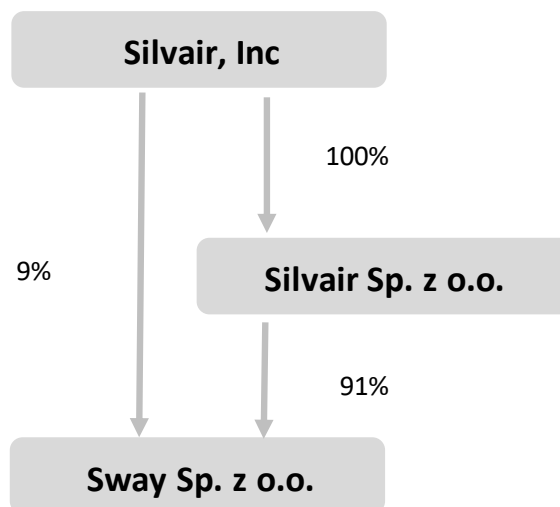 Silvair, Inc
100%
9%
Silvair Sp. z o.o.
91%
Sway Sp. z o.o.